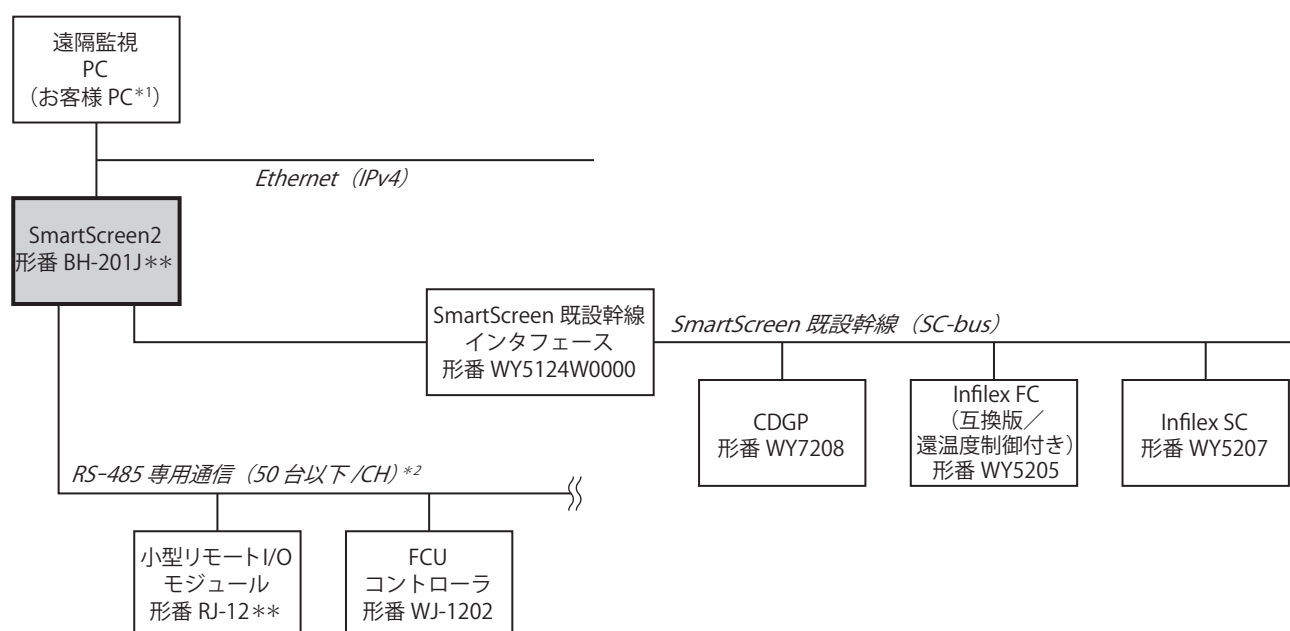 遠隔監視
PC
（お客様 PC*1）
Ethernet（IPv4）
SmartScreen2
形番 BH-201J＊＊
SmartScreen 既設幹線
インタフェース
形番 WY5124W0000
SmartScreen 既設幹線（SC-bus）
CDGP
形番 WY7208
Infilex FC
（互換版／
還温度制御付き）
形番 WY5205
Infilex SC
形番 WY5207
RS-485 専用通信（50 台以下 /CH）*2
小型リモート I/O
モジュール
形番 RJ-12＊＊
FCU
コントローラ
形番 WJ-1202